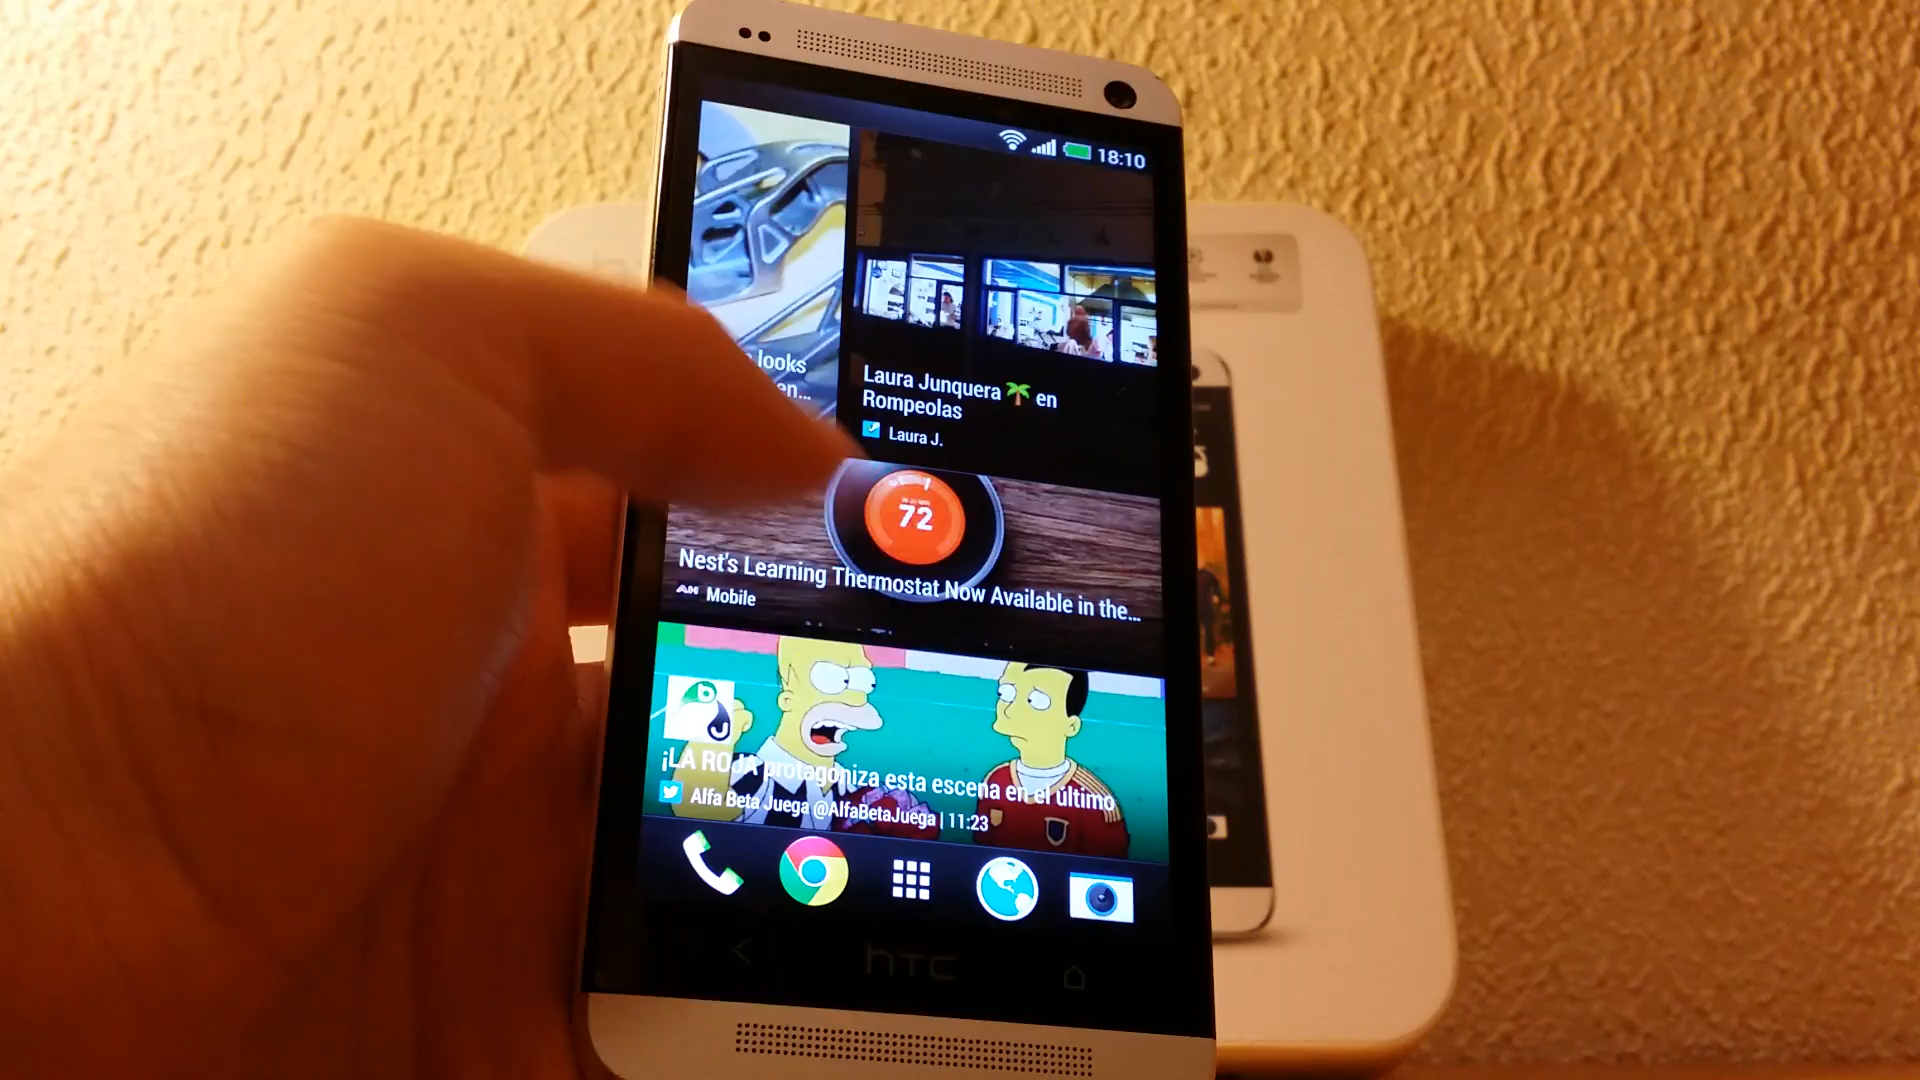 18:10
looks
en...
Laura Junquera 🌴 en
Rompeolas
Laura J.
72
Nest's Learning Thermostat Now Available in the...
Mobile
¡LA ROJA protagoniza esta escena en el último
Alfa Beta Juega @AlfaBetaJuega | 11:23
hTC